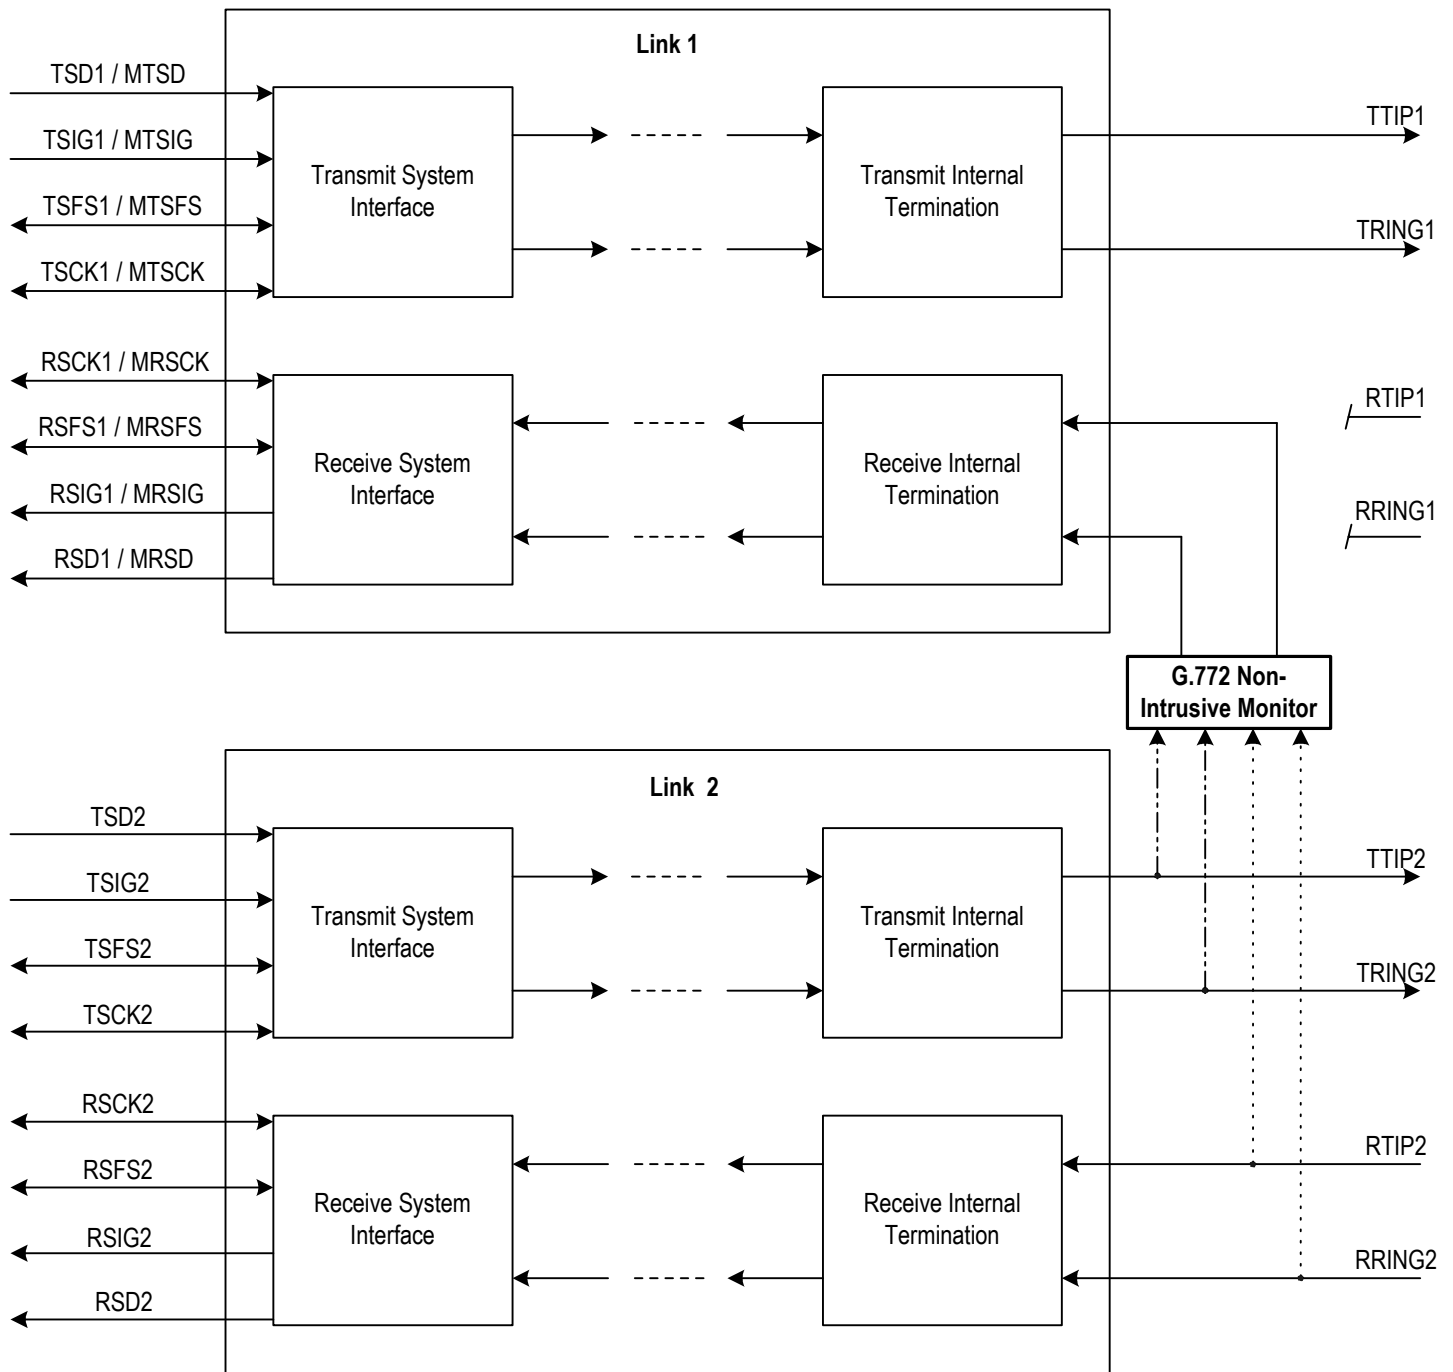 Link 1
TSD1 / MTSD
TSIG1 / MTSIG
TSFS1 / MTSFS
TSCK1 / MTSCK
Transmit System
Interface
Transmit Internal
Termination
TTIP1
TRING1
RSCK1 / MRSCK
RSFS1 / MRSFS
RSIG1 / MRSIG
RSD1 / MRSD
Receive System
Interface
Receive Internal
Termination
RTIP1
RRING1
G.772 Non-
Intrusive Monitor
Link 2
TSD2
TSIG2
TSFS2
TSCK2
Transmit System
Interface
Transmit Internal
Termination
TTIP2
TRING2
RSCK2
RSFS2
RSIG2
RSD2
Receive System
Interface
Receive Internal
Termination
RTIP2
RRING2